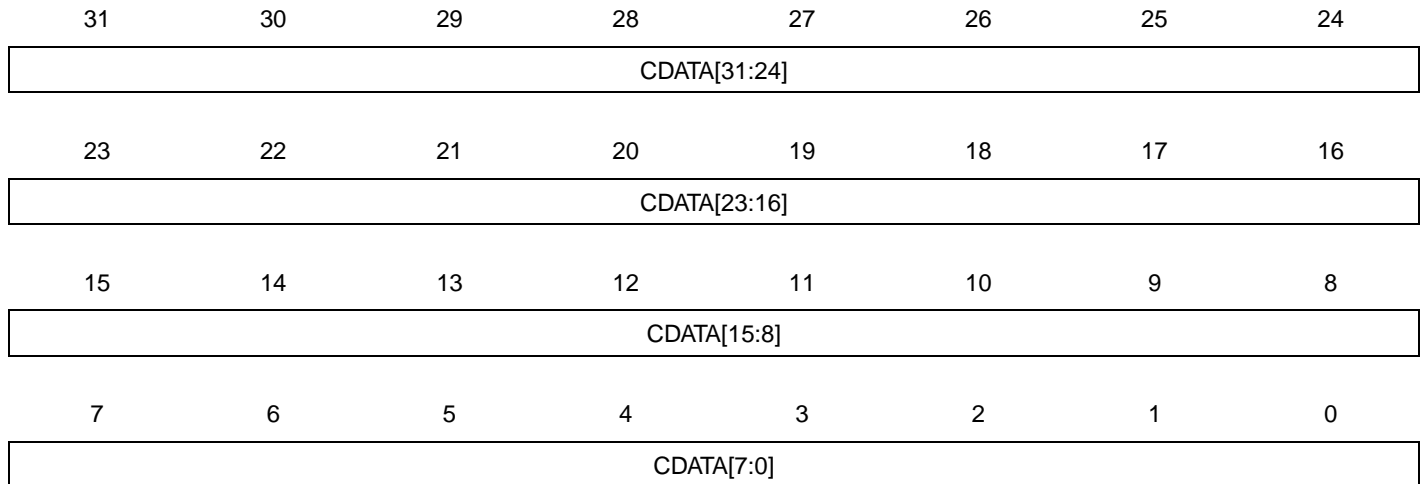 31 30 29 28 27 26 25 24
CDATA[31:24]
23 22 21 20 19 18 17 16
CDATA[23:16]
15 14 13 12 11 10 9 8
CDATA[15:8]
7 6 5 4 3 2 1 0
CDATA[7:0]